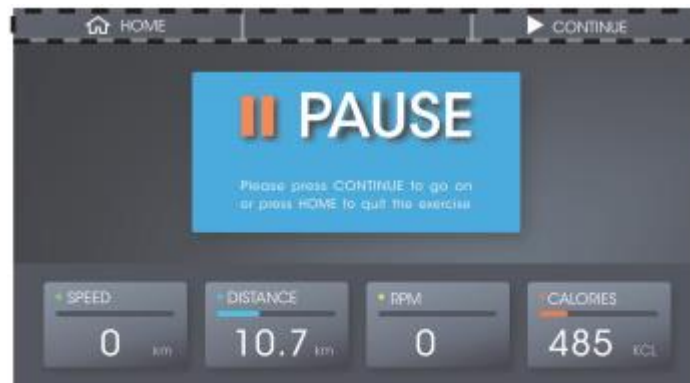 HOME CONTINUE
PAUSE
Please press CONTINUE to go on
or press HOME to quit the exercise
SPEED DISTANCE RPM CALORIES
0 km 10.7 km 0 485 KCL